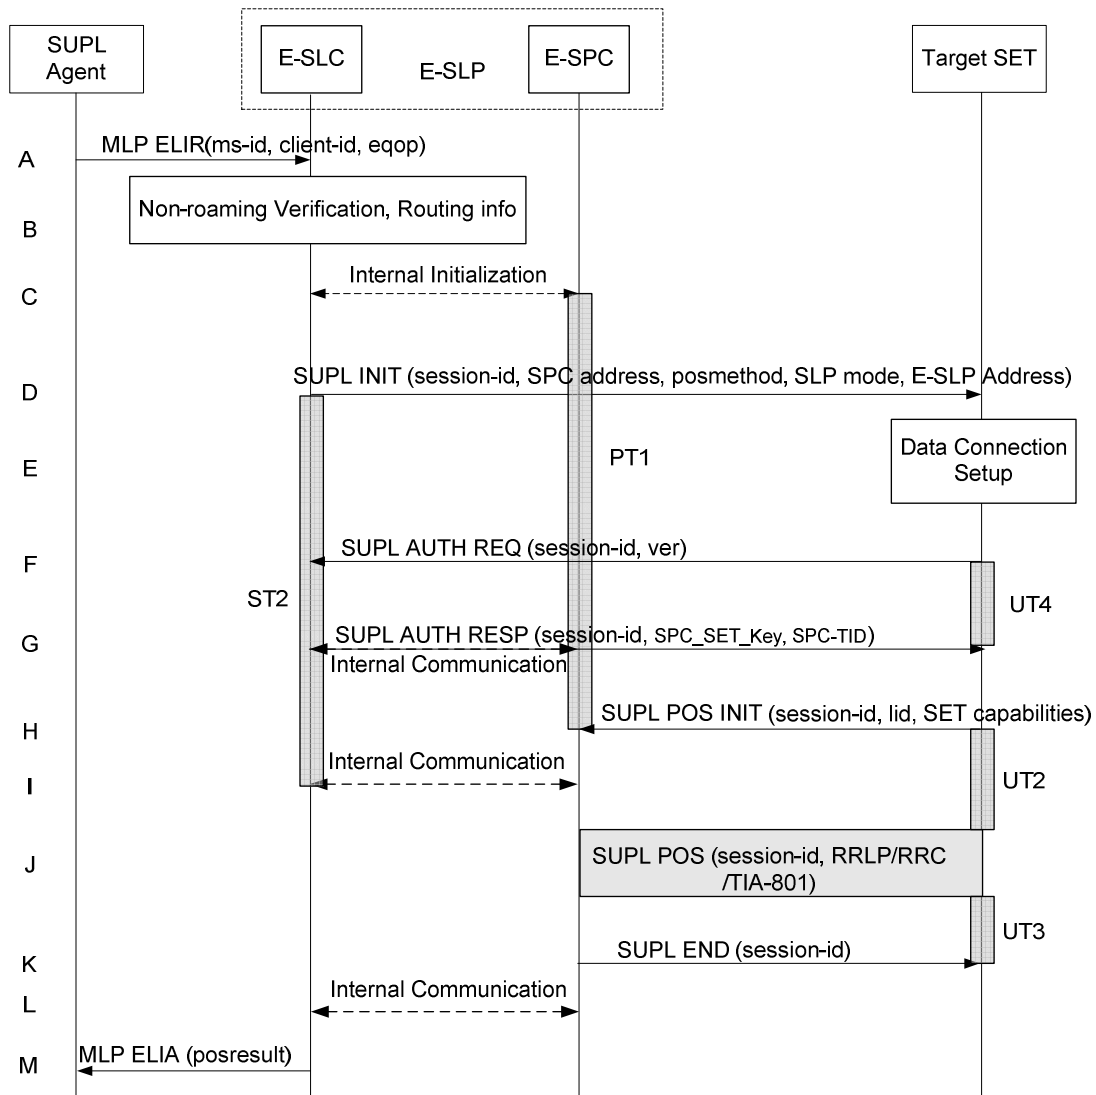 SUPL
Agent
E-SLC
E-SLP
E-SPC
Target SET
A
MLP ELIR(ms-id, client-id, eqop)
B
Non-roaming Verification, Routing info
C
Internal Initialization
D
SUPL INIT (session-id, SPC address, posmethod, SLP mode, E-SLP Address)
E
PT1
Data Connection
Setup
F
SUPL AUTH REQ (session-id, ver)
ST2
UT4
G
SUPL AUTH RESP (session-id, SPC_SET_Key, SPC-TID)
Internal Communication
H
SUPL POS INIT (session-id, lid, SET capabilities)
I
Internal Communication
UT2
J
SUPL POS (session-id, RRLP/RRC
/TIA-801)
UT3
K
SUPL END (session-id)
L
Internal Communication
M
MLP ELIA (posresult)